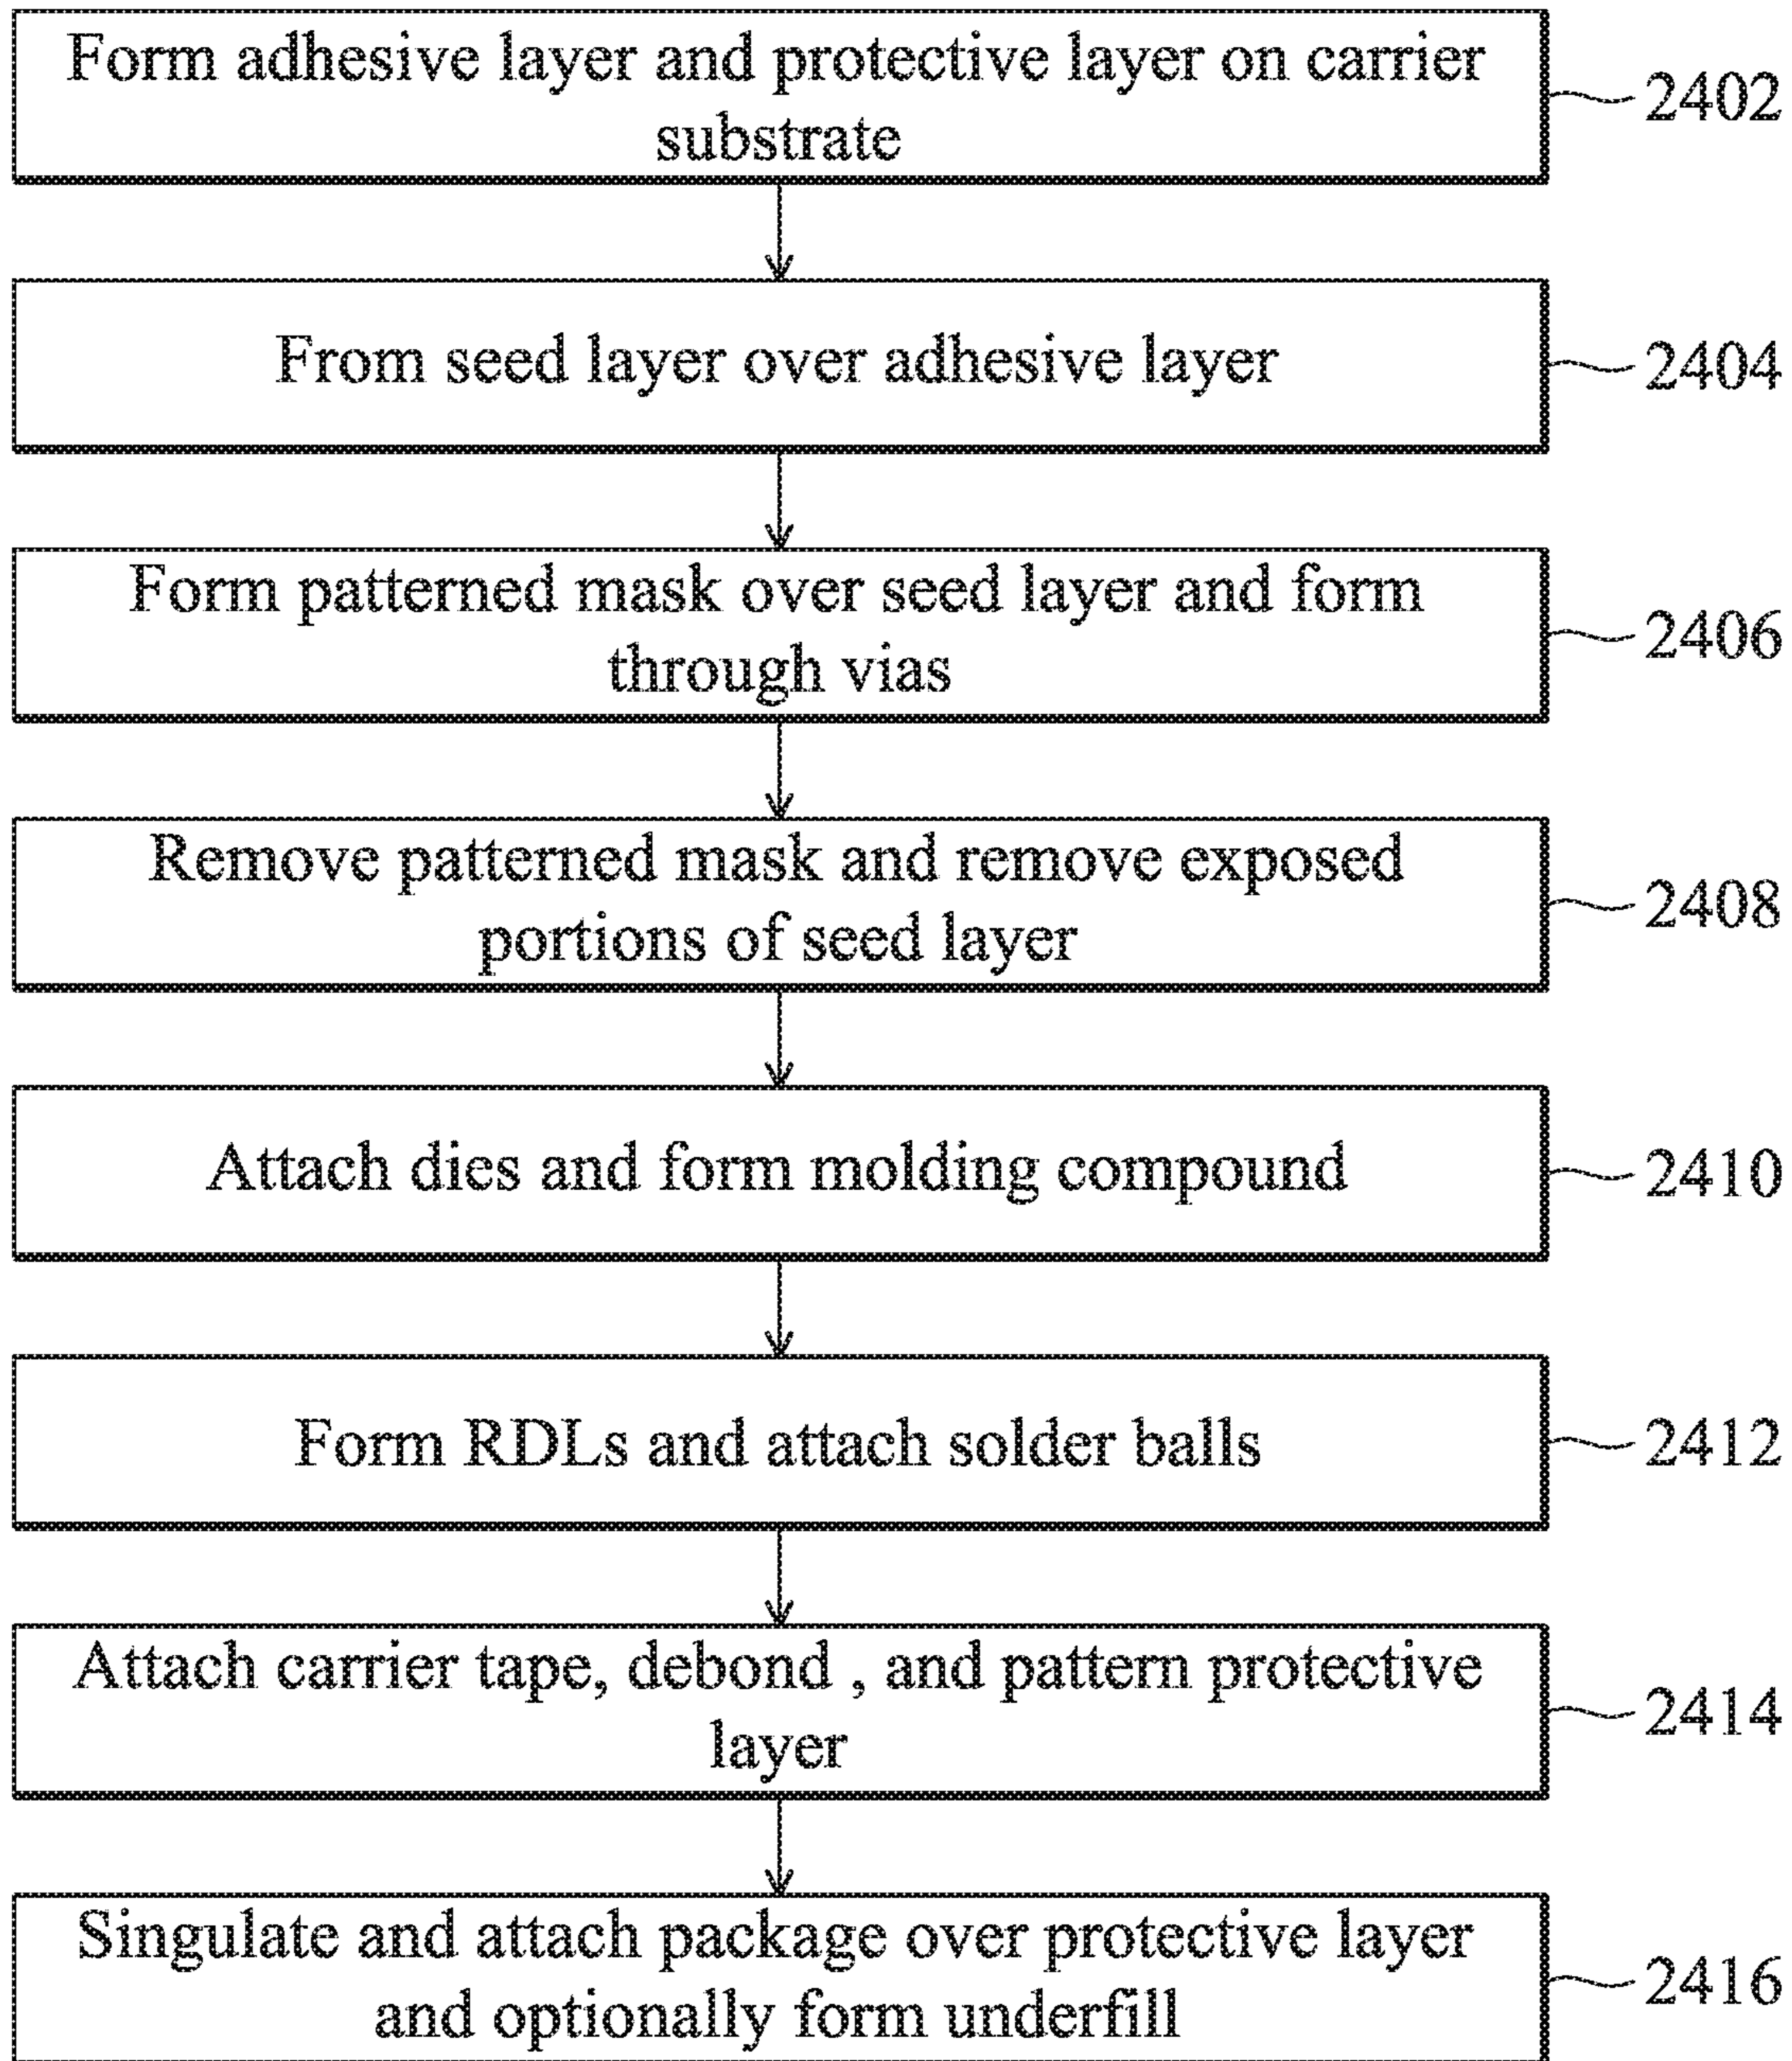 Form adhesive layer and protective layer on carrier
substrate
2402
From seed layer over adhesive layer
2404
Form patterned mask over seed layer and form
through vias
2406
Remove patterned mask and remove exposed
portions of seed layer
2408
Attach dies and form molding compound
2410
Form RDLs and attach solder balls
2412
Attach carrier tape, debond , and pattern protective
layer
2414
Singulate and attach package over protective layer
and optionally form underfill
2416